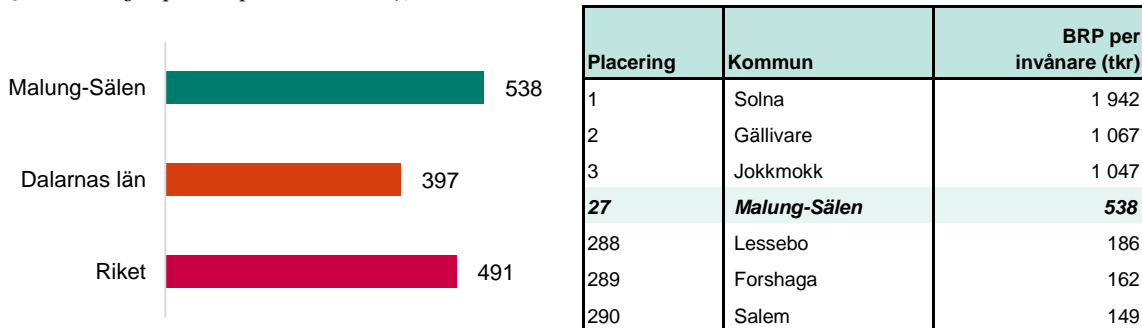 Malung-Sälen 538
Dalarnas län 397
Riket 491
Placering Kommun BRP per invånare (tkr)
1 Solna 1 942
2 Gällivare 1 067
3 Jokkmokk 1 047
27 Malung-Sälen 538
288 Lessebo 186
289 Forshaga 162
290 Salem 149